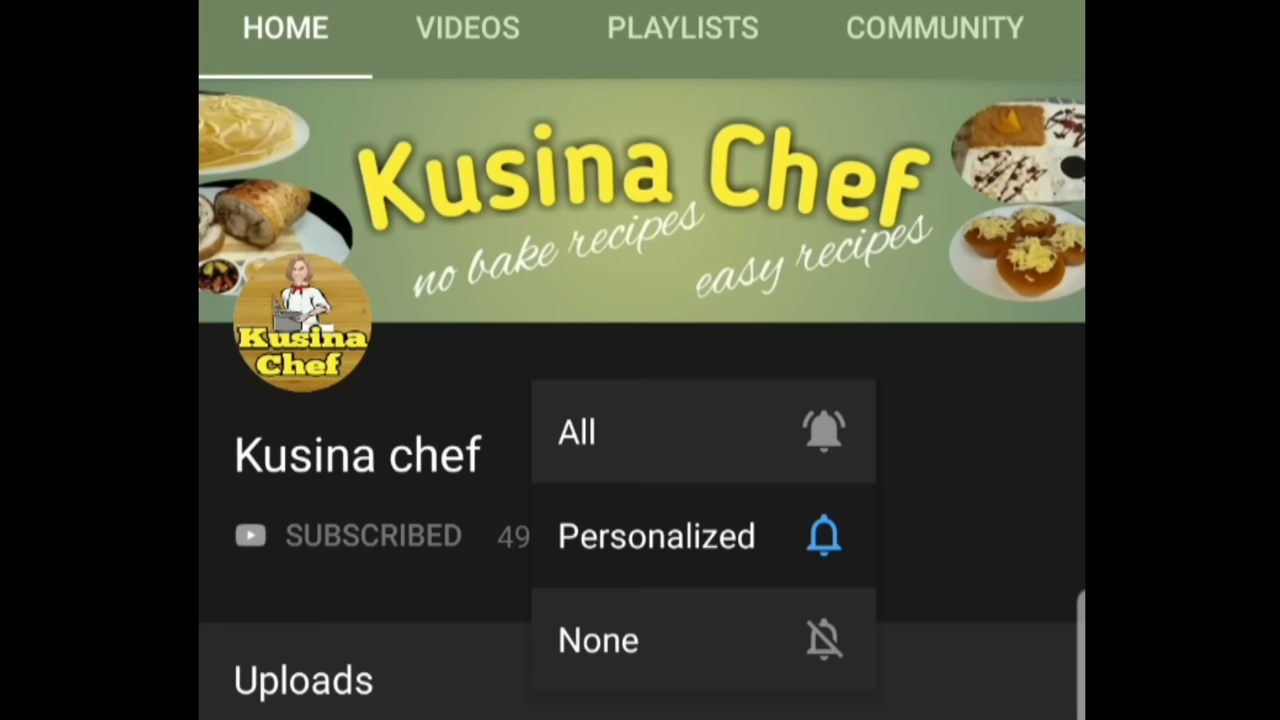 HOME VIDEOS PLAYLISTS COMMUNITY
Kusina Chef
no bake recipes
easy recipes
Kusina
Chef
Kusina chef
SUBSCRIBED 49
All
Personalized
None
Uploads